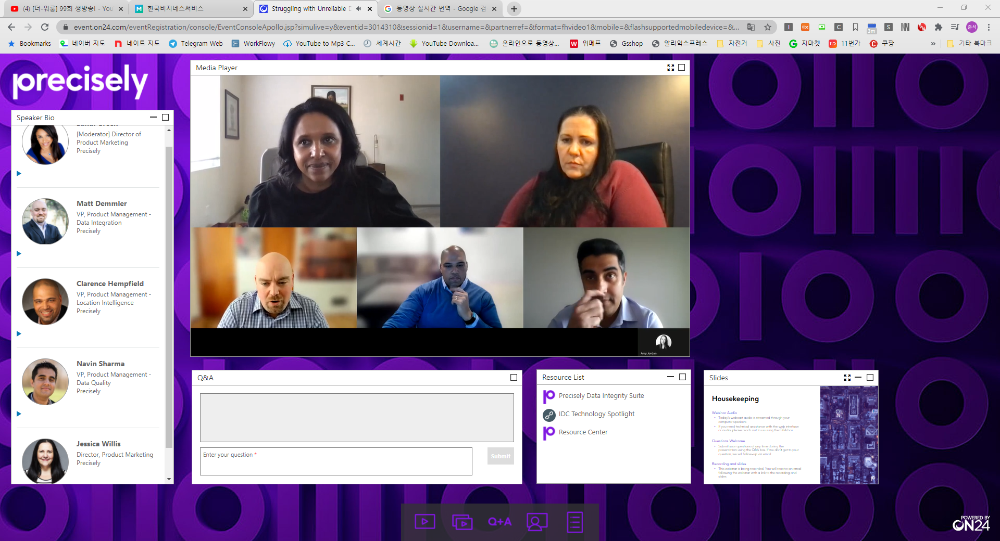 (4) [더-워룸] 99회 생방송! - You
한국비지네스써비스
Struggling with Unreliable D
동영상 실시간 번역 - Google 검
event.on24.com/eventRegistration/console/EventConsoleApollo.jsp?simulive=y&eventid=3014310&sessionid=1&username=&partnerref=&format=fhvideo1&mobile=&flashsupportedmobiledevice=&...
3m
준석
Bookmarks
네이버 지도
네이트 지도
Telegram Web
WorkFlowy
YouTube to Mp3 C...
세계시간
YouTube Downloa...
온라인으로 동영상...
위메프
Gsshop
알리익스프레스
자전거
사진
지마켓
11번가
쿠팡
»
기타 북마크
precisely
Media Player
Speaker Bio
[Moderator] Director of
Product Marketing
Precisely
Matt Demmler
VP, Product Management -
Data Integration
Precisely
Clarence Hempfield
VP, Product Management -
Location Intelligence
Precisely
Navin Sharma
VP, Product Management -
Data Quality
Precisely
Jessica Willis
Director, Product Marketing
Precisely
Amy Jordan
Q&A
Enter your question *
Submit
Resource List
Precisely Data Integrity Suite
IDC Technology Spotlight
Resource Center
Slides
Housekeeping
Webinar Audio
• Today's webcast audio is streamed through your
computer speakers
• If you need technical assistance with the web interface
or audio, please reach out to us using the Q&A box
Questions Welcome
• Submit your questions at any time during the
presentation using the Q&A box. If we don't get to your
question, we will follow-up via email
Recording and slides
• This webinar is being recorded. You will receive an email
following the webinar with a link to the recording and
slides
Q+A
POWERED BY
ON24